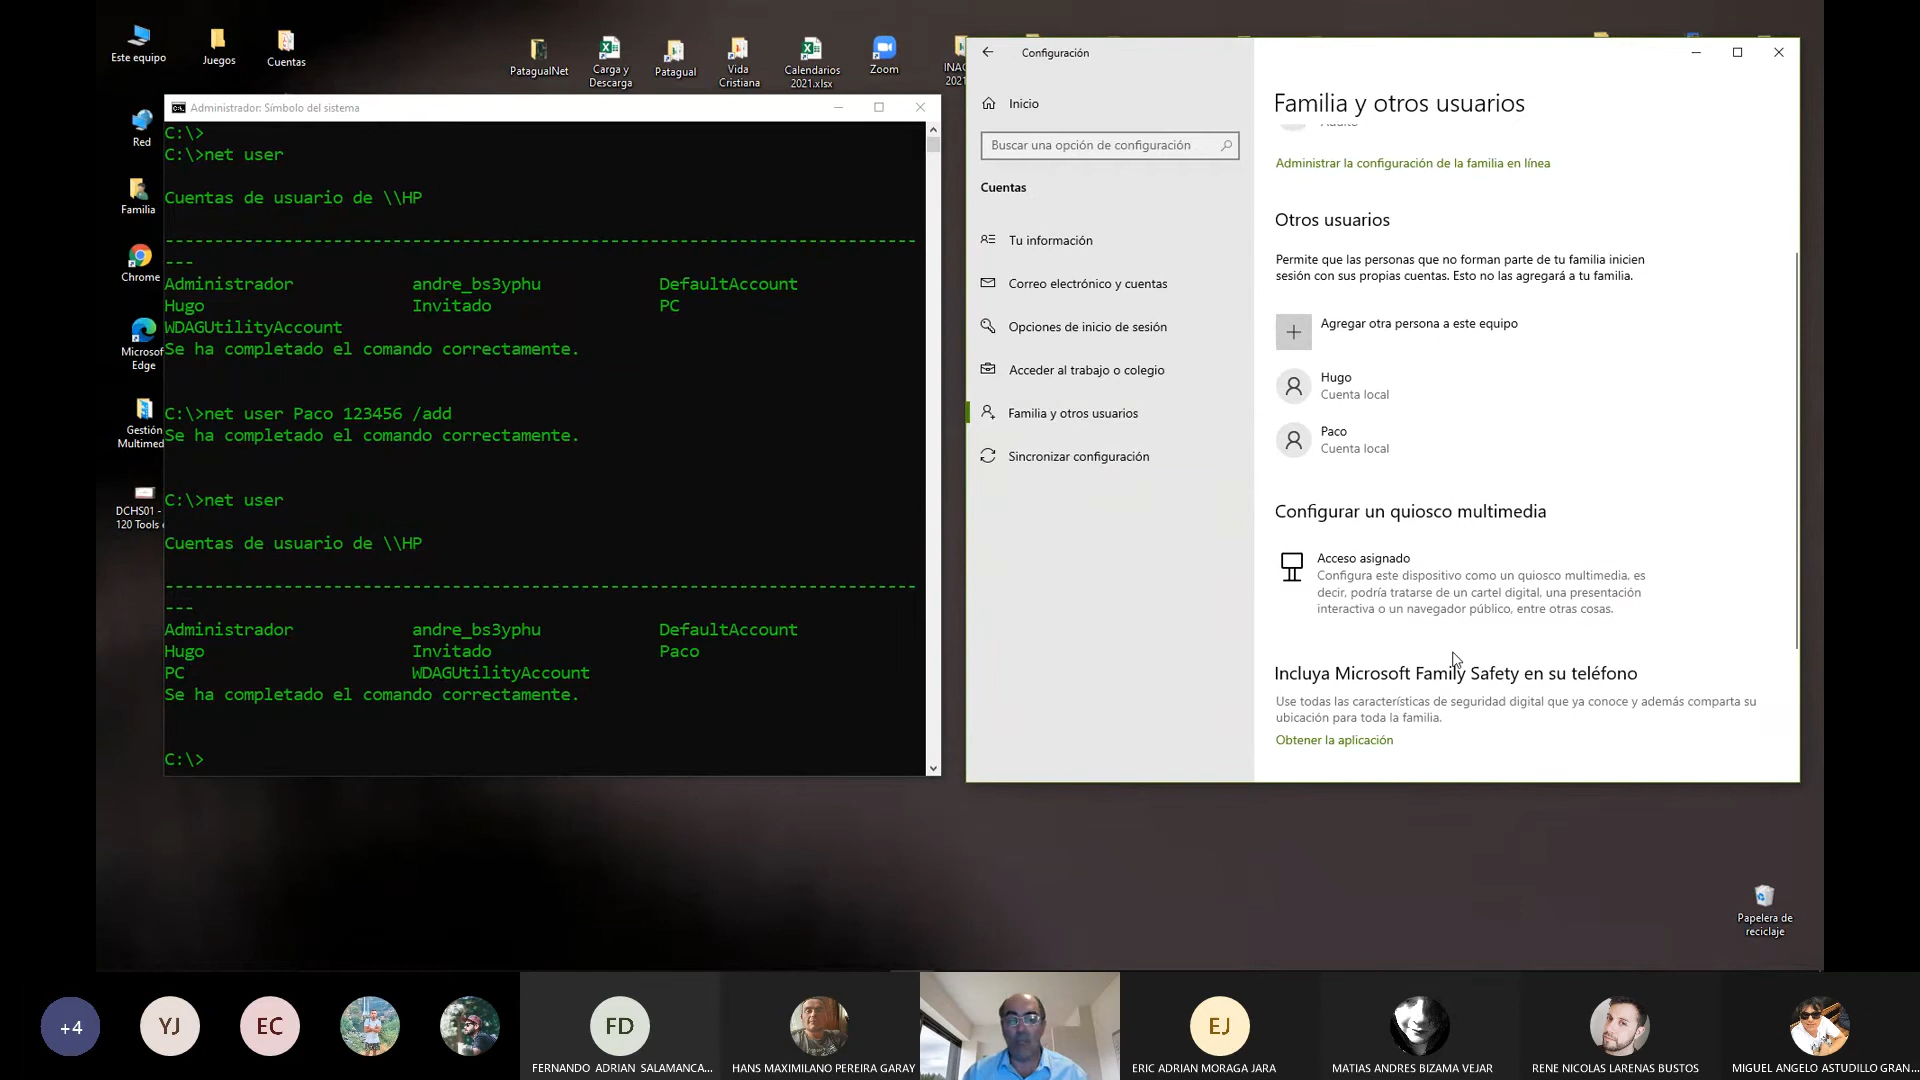 Este equipo
Juegos
Cuentas
PatagualNet
Carga y
Descarga
Patagual
Vida
Cristiana
Calendarios
2021.xlsx
Zoom
Red
Familia
Chrome
Edge
Gestión
DCHS01 -
Administrador: Símbolo del sistema
C:\>
C:\>net user
Cuentas de usuario de \\HP
-------------------------------------------------------------------------------
---
Administrador andre_bs3yphu DefaultAccount
Hugo Invitado PC
WDAGUtilityAccount
Se ha completado el comando correctamente.
C:\>net user Paco 123456 /add
Se ha completado el comando correctamente.
C:\>net user
Cuentas de usuario de \\HP
-------------------------------------------------------------------------------
---
Administrador andre_bs3yphu DefaultAccount
Hugo Invitado Paco
PC WDAGUtilityAccount
Se ha completado el comando correctamente.
C:\>
Configuración
Inicio
Buscar una opción de configuración
Cuentas
Tu información
Correo electrónico y cuentas
Opciones de inicio de sesión
Acceder al trabajo o colegio
Familia y otros usuarios
Sincronizar configuración
Familia y otros usuarios
Administrar la configuración de la familia en línea
Otros usuarios
Permite que las personas que no forman parte de tu familia inicien
sesión con sus propias cuentas. Esto no las agregará a tu familia.
Agregar otra persona a este equipo
Hugo
Cuenta local
Paco
Cuenta local
Configurar un quiosco multimedia
Acceso asignado
Configura este dispositivo como un quiosco multimedia, es
decir, podría tratarse de un cartel digital, una presentación
interactiva o un navegador público, entre otras cosas.
Incluya Microsoft Family Safety en su teléfono
Use todas las características de seguridad digital que ya conoce y además comparta su
ubicación para toda la familia.
Obtener la aplicación
Papelera de
reciclaje
+4
YJ
EC
FD
FERNANDO ADRIAN SALAMANCA...
HANS MAXIMILANO PEREIRA GARAY
EJ
ERIC ADRIAN MORAGA JARA
MATIAS ANDRES BIZAMA VEJAR
RENE NICOLAS LARENAS BUSTOS
MIGUEL ANGELO ASTUDILLO GRAN...